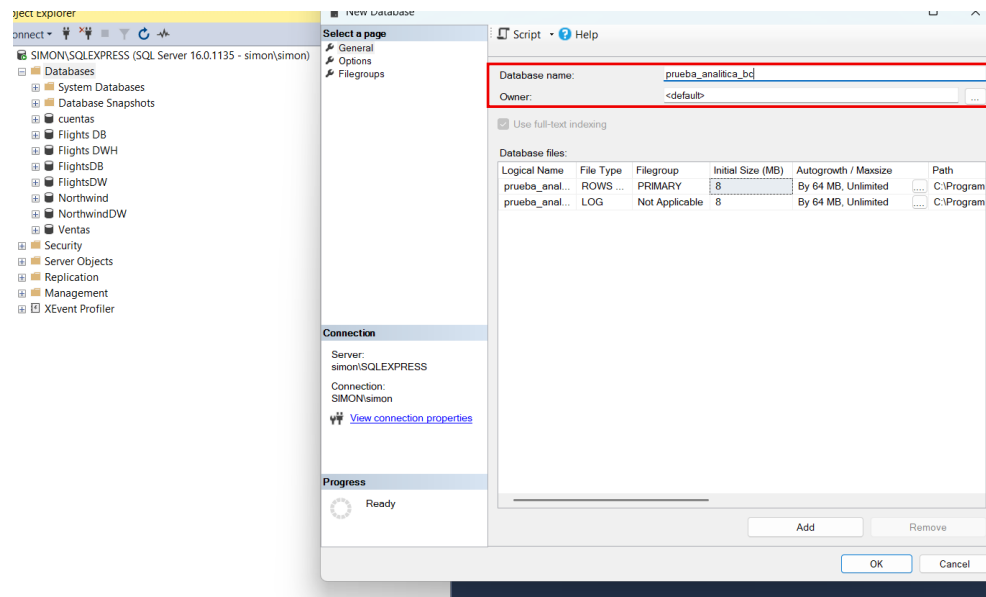 Object Explorer
Connect
SIMON\SQLEXPRESS (SQL Server 16.0.1135 - simon\simon)
Databases
System Databases
Database Snapshots
cuentas
Flights DB
Flights DWH
FlightsDB
FlightsDW
Northwind
NorthwindDW
Ventas
Security
Server Objects
Replication
Management
XEvent Profiler
New Database
Select a page
General
Options
Filegroups
Script Help
Database name: prueba_analitica_bc
Owner: <default> ...
Use full-text indexing
Database files:
Logical Name File Type Filegroup Initial Size (MB) Autogrowth / Maxsize Path
prueba_anal... ROWS ... PRIMARY 8 By 64 MB, Unlimited ... C:\Program
prueba_anal... LOG Not Applicable 8 By 64 MB, Unlimited ... C:\Program
Connection
Server:
simon\SQLEXPRESS
Connection:
SIMON\simon
View connection properties
Progress
Ready
Add Remove
OK Cancel